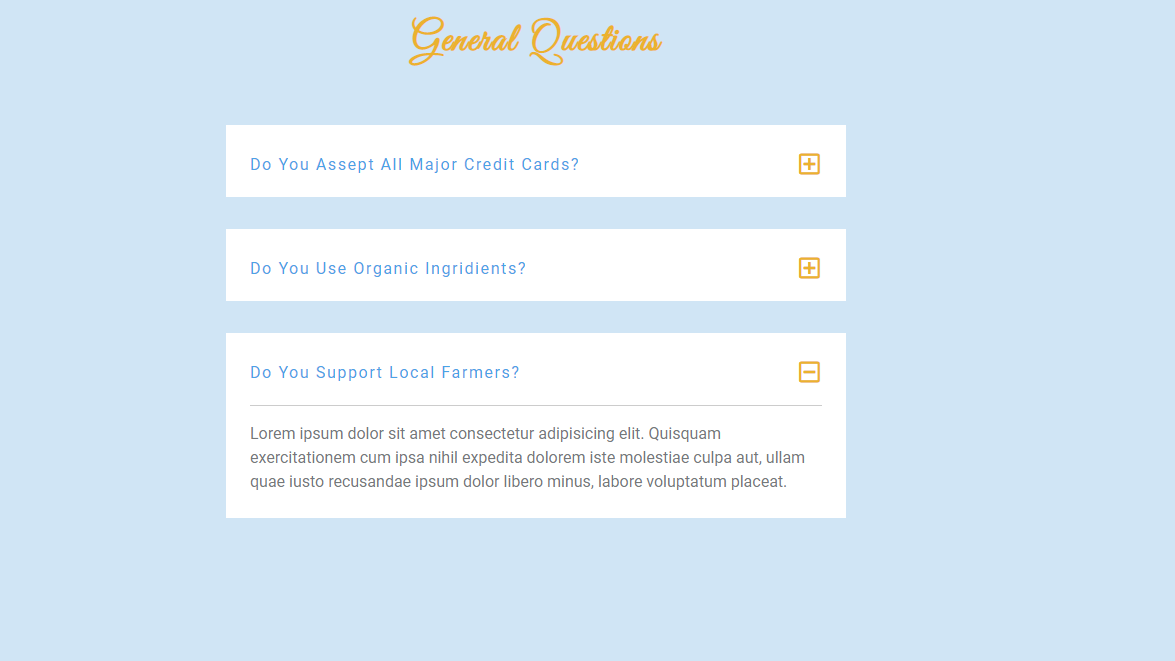 General Questions
Do You Assept All Major Credit Cards?
Do You Use Organic Ingridients?
Do You Support Local Farmers?
Lorem ipsum dolor sit amet consectetur adipisicing elit. Quisquam
exercitationem cum ipsa nihil expedita dolorem iste molestiae culpa aut, ullam
quae iusto recusandae ipsum dolor libero minus, labore voluptatum placeat.